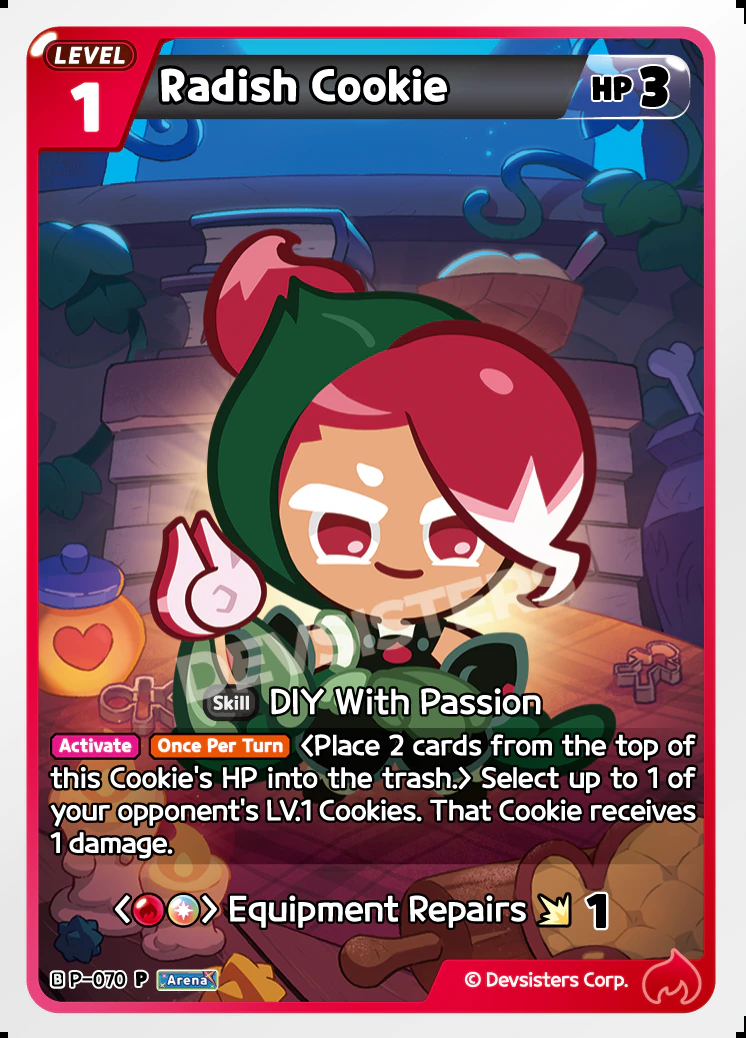 LEVEL
1
Radish Cookie
HP 3
DEVSISTERS
Skill DIY With Passion
Activate Once Per Turn <Place 2 cards from the top of
this Cookie's HP into the trash.> Select up to 1 of
your opponent's LV.1 Cookies. That Cookie receives
1 damage.
< > Equipment Repairs 1
B P-070 P Arena
© Devsisters Corp.